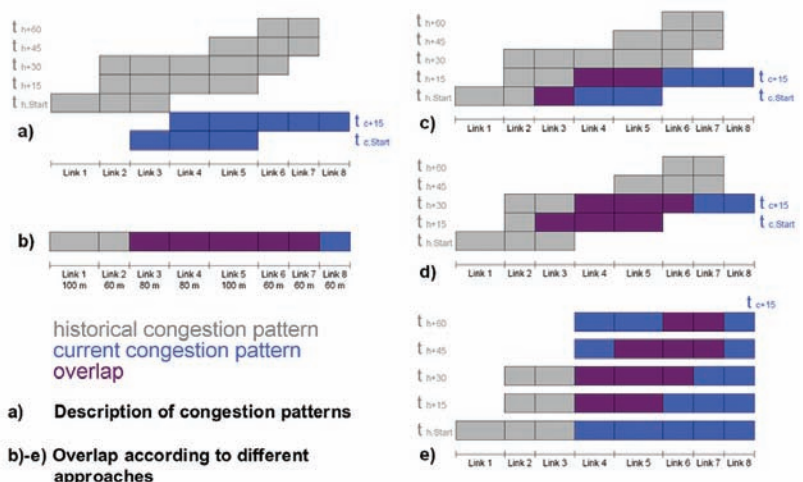 t h+60
t h+45
t h+30
t h+15
t h.Start
a)
t c+15
t c.Start
Link 1 Link 2 Link 3 Link 4 Link 5 Link 6 Link 7 Link 8
b)
Link 1 Link 2 Link 3 Link 4 Link 5 Link 6 Link 7 Link 8
100 m 60 m 80 m 80 m 100 m 60 m 60 m 60 m
historical congestion pattern
current congestion pattern
overlap
a) Description of congestion patterns
b)-e) Overlap according to different
approaches
t h+60
t h+45
t h+30
t h+15
t h.Start
t c+15
t c.Start
c)
Link 1 Link 2 Link 3 Link 4 Link 5 Link 6 Link 7 Link 8
t h+60
t h+45
t h+30
t h+15
t h.Start
t c+15
t c.Start
d)
Link 1 Link 2 Link 3 Link 4 Link 5 Link 6 Link 7 Link 8
t c+15
t h+60
t h+45
t h+30
t h+15
t h.Start
e)
Link 1 Link 2 Link 3 Link 4 Link 5 Link 6 Link 7 Link 8